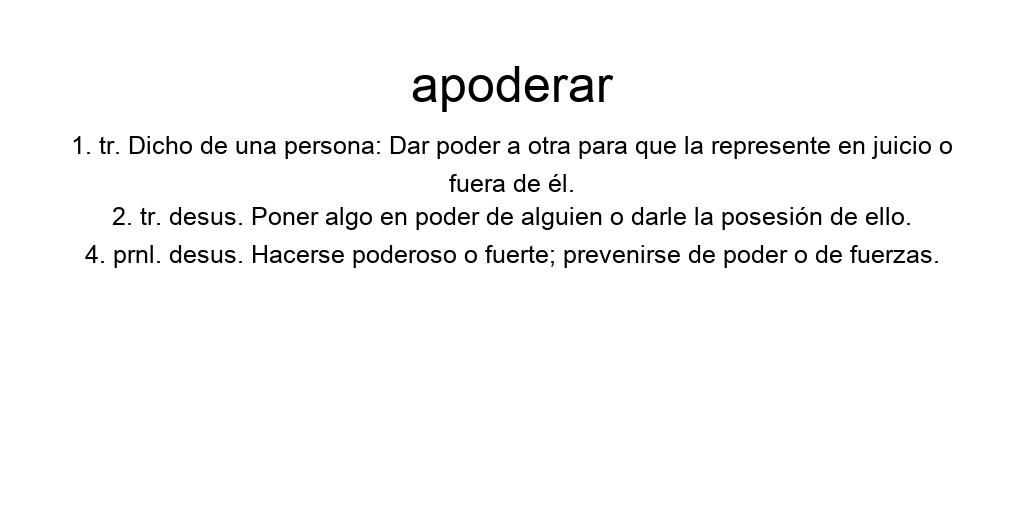 apoderar
1. tr. Dicho de una persona: Dar poder a otra para que la represente en juicio o
fuera de él.
2. tr. desus. Poner algo en poder de alguien o darle la posesión de ello.
4. prnl. desus. Hacerse poderoso o fuerte; prevenirse de poder o de fuerzas.